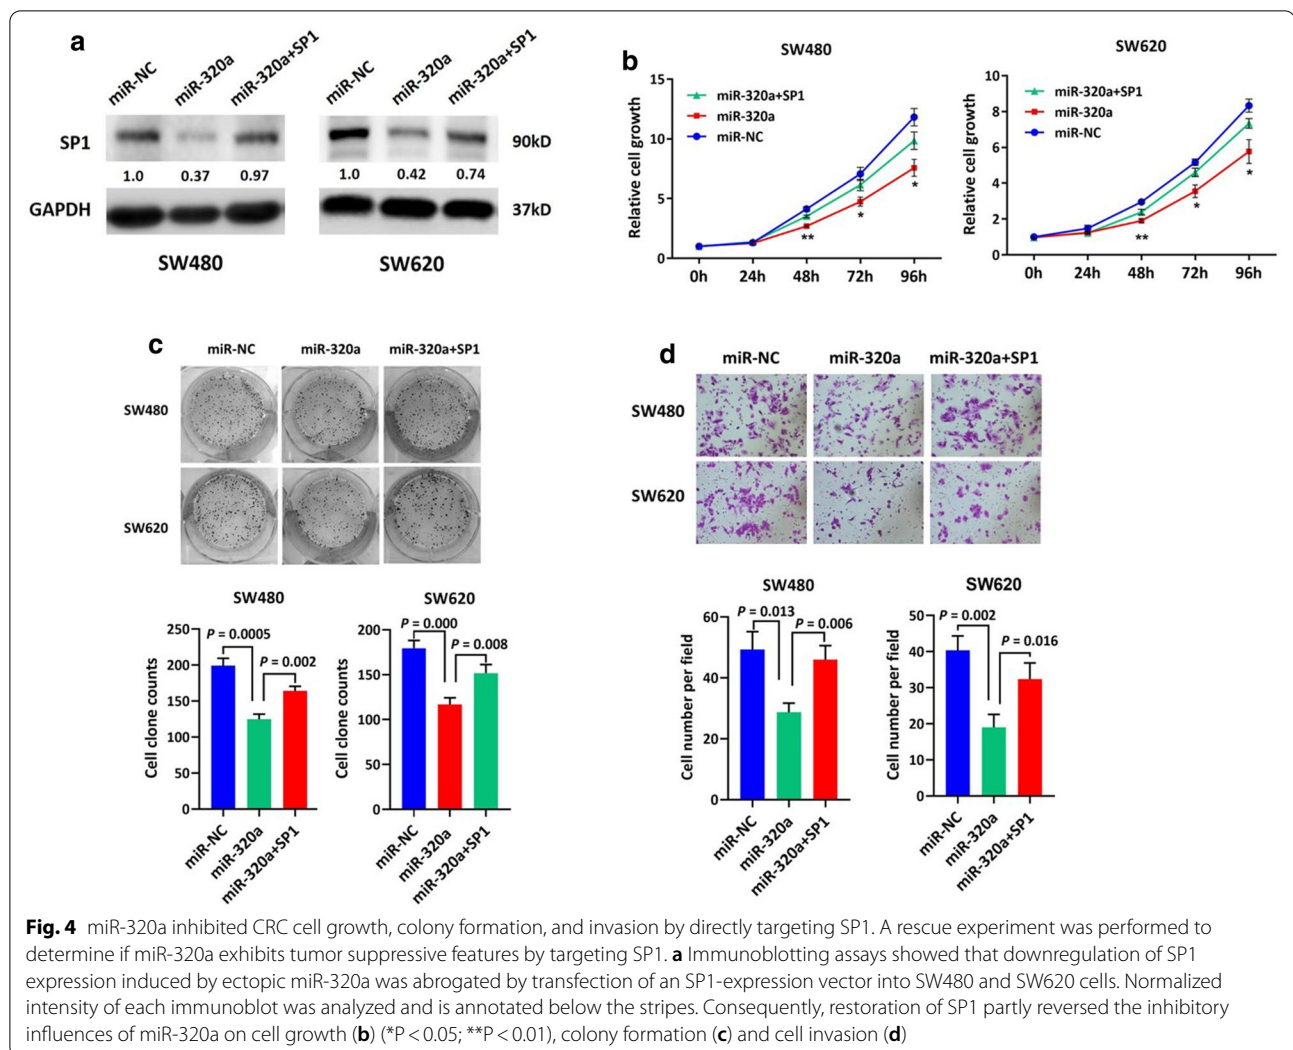 a
miR-NC
miR-320a
miR-320a+SP1
miR-NC
miR-320a
miR-320a+SP1
SP1
90kD
1.0 0.37 0.97
1.0 0.42 0.74
GAPDH
37kD
SW480
SW620
b
SW480
Relative cell growth
15
10
5
0
miR-320a+SP1
miR-320a
miR-NC
**
*
*
0h 24h 48h 72h 96h
SW620
Relative cell growth
10
8
6
4
2
0
miR-320a+SP1
miR-320a
miR-NC
**
*
*
0h 24h 48h 72h 96h
c
miR-NC miR-320a miR-320a+SP1
SW480
SW620
SW480
Cell clone counts
250
200
150
100
50
0
P = 0.0005
P = 0.002
miR-NC
miR-320a
miR-320a+SP1
SW620
Cell clone counts
200
150
100
50
0
P = 0.000
P = 0.008
miR-NC
miR-320a
miR-320a+SP1
d
miR-NC miR-320a miR-320a+SP1
SW480
SW620
SW480
Cell number per field
60
40
20
0
P = 0.013
P = 0.006
miR-NC
miR-320a
miR-320a+SP1
SW620
Cell number per field
50
40
30
20
10
0
P = 0.002
P = 0.016
miR-NC
miR-320a
miR-320a+SP1
Fig. 4 miR-320a inhibited CRC cell growth, colony formation, and invasion by directly targeting SP1. A rescue experiment was performed to
determine if miR-320a exhibits tumor suppressive features by targeting SP1. a Immunoblotting assays showed that downregulation of SP1
expression induced by ectopic miR-320a was abrogated by transfection of an SP1-expression vector into SW480 and SW620 cells. Normalized
intensity of each immunoblot was analyzed and is annotated below the stripes. Consequently, restoration of SP1 partly reversed the inhibitory
influences of miR-320a on cell growth (b) (*P < 0.05; **P < 0.01), colony formation (c) and cell invasion (d)